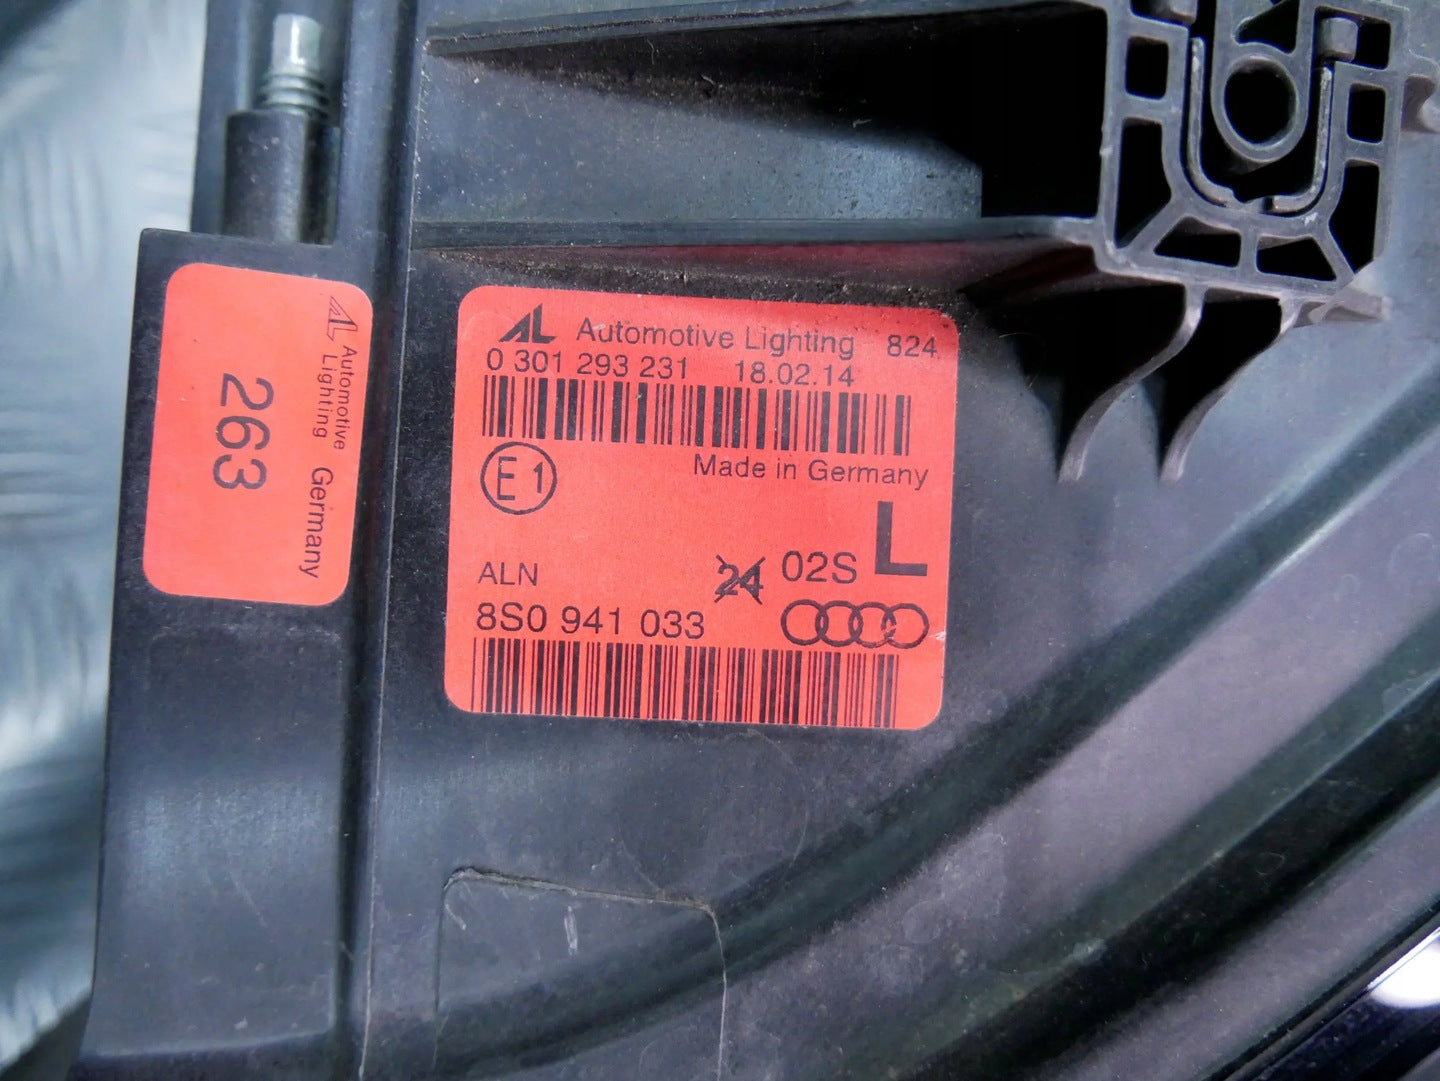 AL Automotive Lighting 824
0 301 293 231 18.02.14
Made in Germany
E1
L
ALN 24 02S
8S0 941 033
AL Automotive
Lighting Germany
263